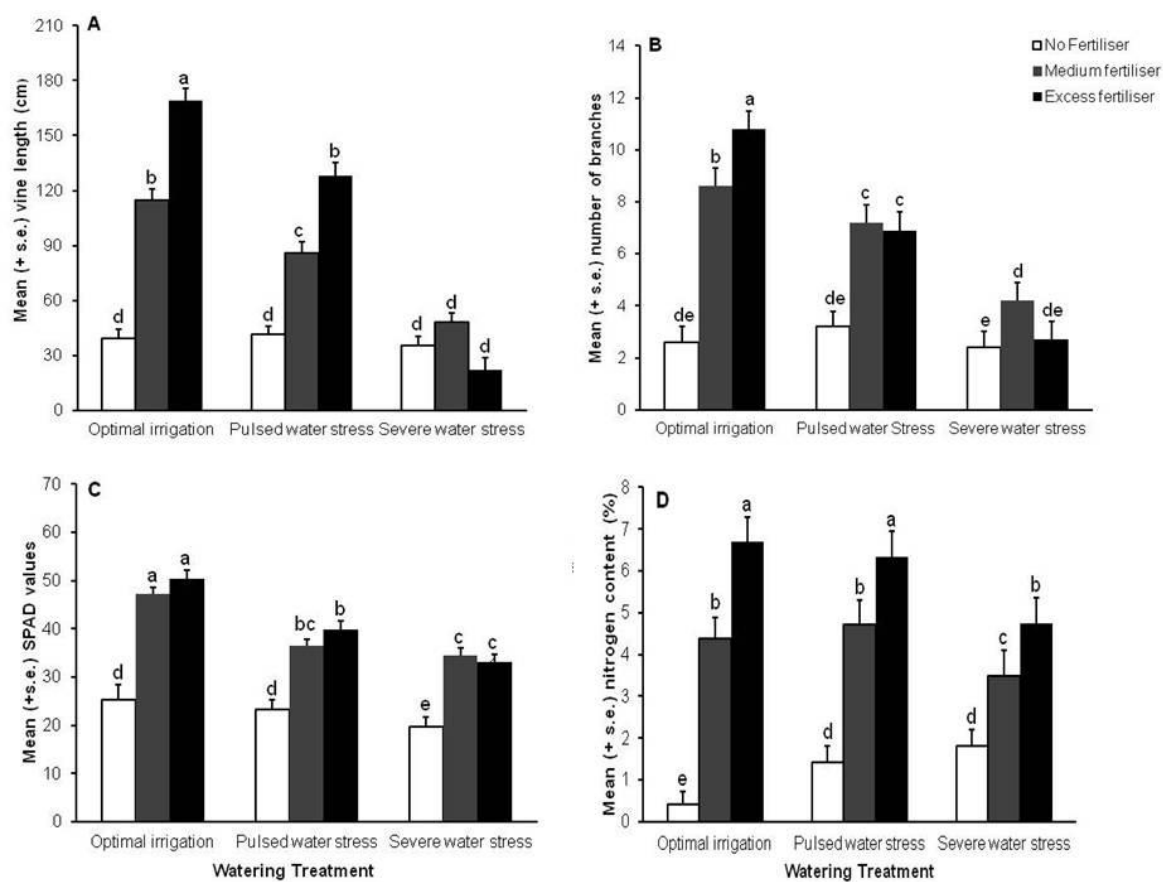 A
Mean (+ s.e.) vine length (cm)
210
180
150
120
90
60
30
0
d
b
a
d
c
b
d
d
d
Optimal irrigation
Pulsed water stress
Severe water stress
B
No Fertiliser
Medium fertiliser
Excess fertiliser
Mean (+ s.e.) number of branches
14
12
10
8
6
4
2
0
de
b
a
de
c
c
e
d
de
Optimal irrigation
Pulsed water Stress
Severe water stress
C
Mean (+s.e.) SPAD values
70
60
50
40
30
20
10
0
d
a
a
d
bc
b
e
c
c
Optimal irrigation
Pulsed water stress
Severe water stress
Watering Treatment
D
Mean (+ s.e.) nitrogen content (%)
8
7
6
5
4
3
2
1
0
e
b
a
d
b
a
d
c
b
Optimal irrigation
Pulsed water stress
Severe water stress
Watering Treatment